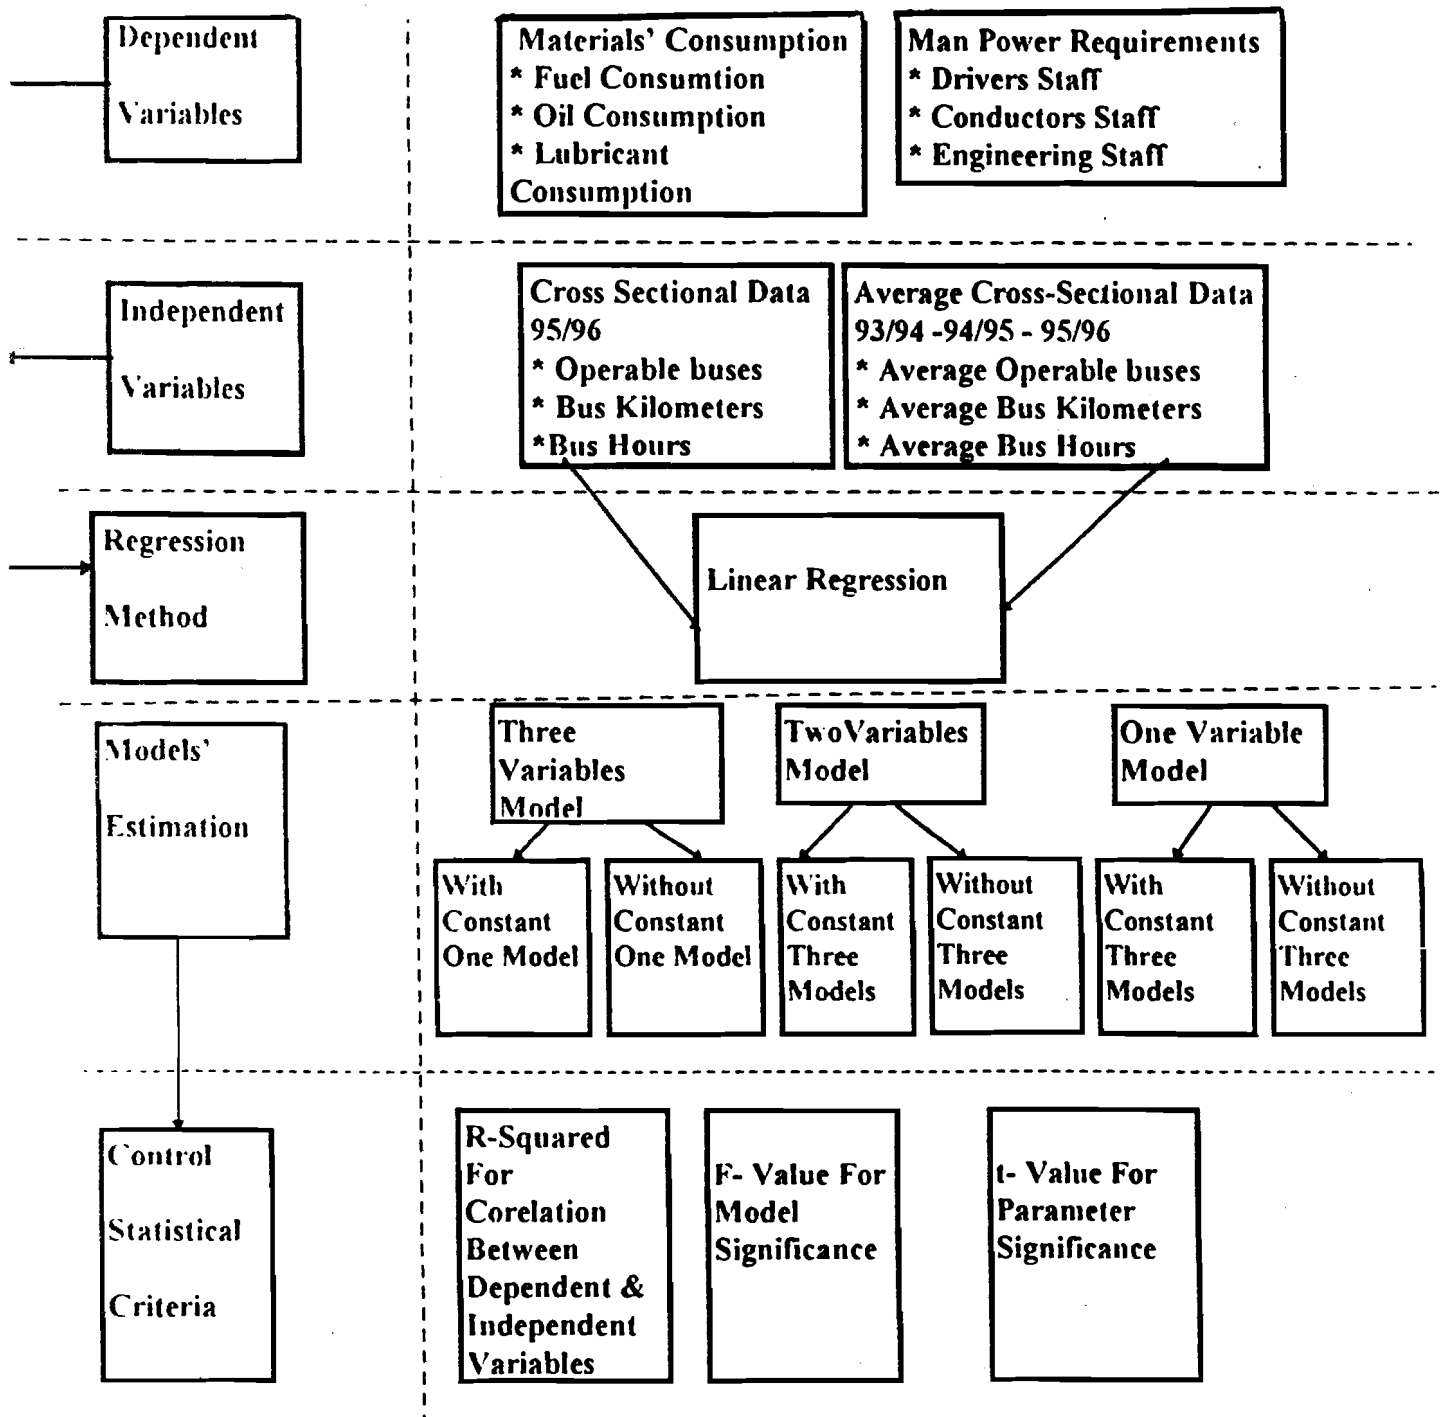 Dependent
Variables
Materials' Consumption
* Fuel Consumtion
* Oil Consumption
* Lubricant
Consumption
Man Power Requirements
* Drivers Staff
* Conductors Staff
* Engineering Staff
Independent
Variables
Cross Sectional Data
95/96
* Operable buses
* Bus Kilometers
*Bus Hours
Average Cross-Sectional Data
93/94 -94/95 - 95/96
* Average Operable buses
* Average Bus Kilometers
* Average Bus Hours
Regression
Method
Linear Regression
Models'
Estimation
Three
Variables
Model
TwoVariables
Model
One Variable
Model
With
Constant
One Model
Without
Constant
One Model
With
Constant
Three
Models
Without
Constant
Three
Models
With
Constant
Three
Models
Without
Constant
Three
Models
Control
Statistical
Criteria
R-Squared
For
Corelation
Between
Dependent &
Independent
Variables
F- Value For
Model
Significance
t- Value For
Parameter
Significance